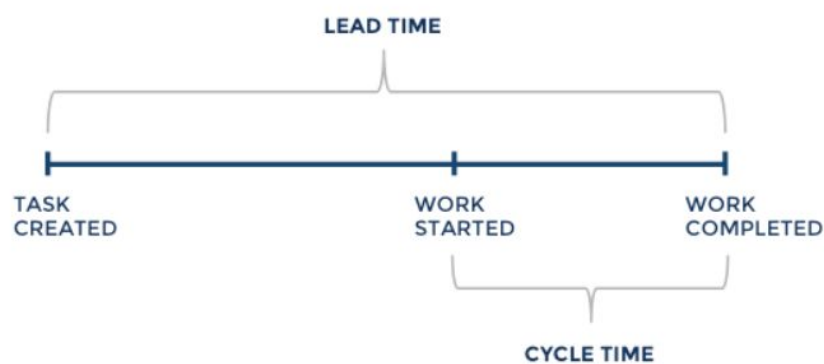 LEAD TIME
TASK
CREATED
WORK
STARTED
WORK
COMPLETED
CYCLE TIME